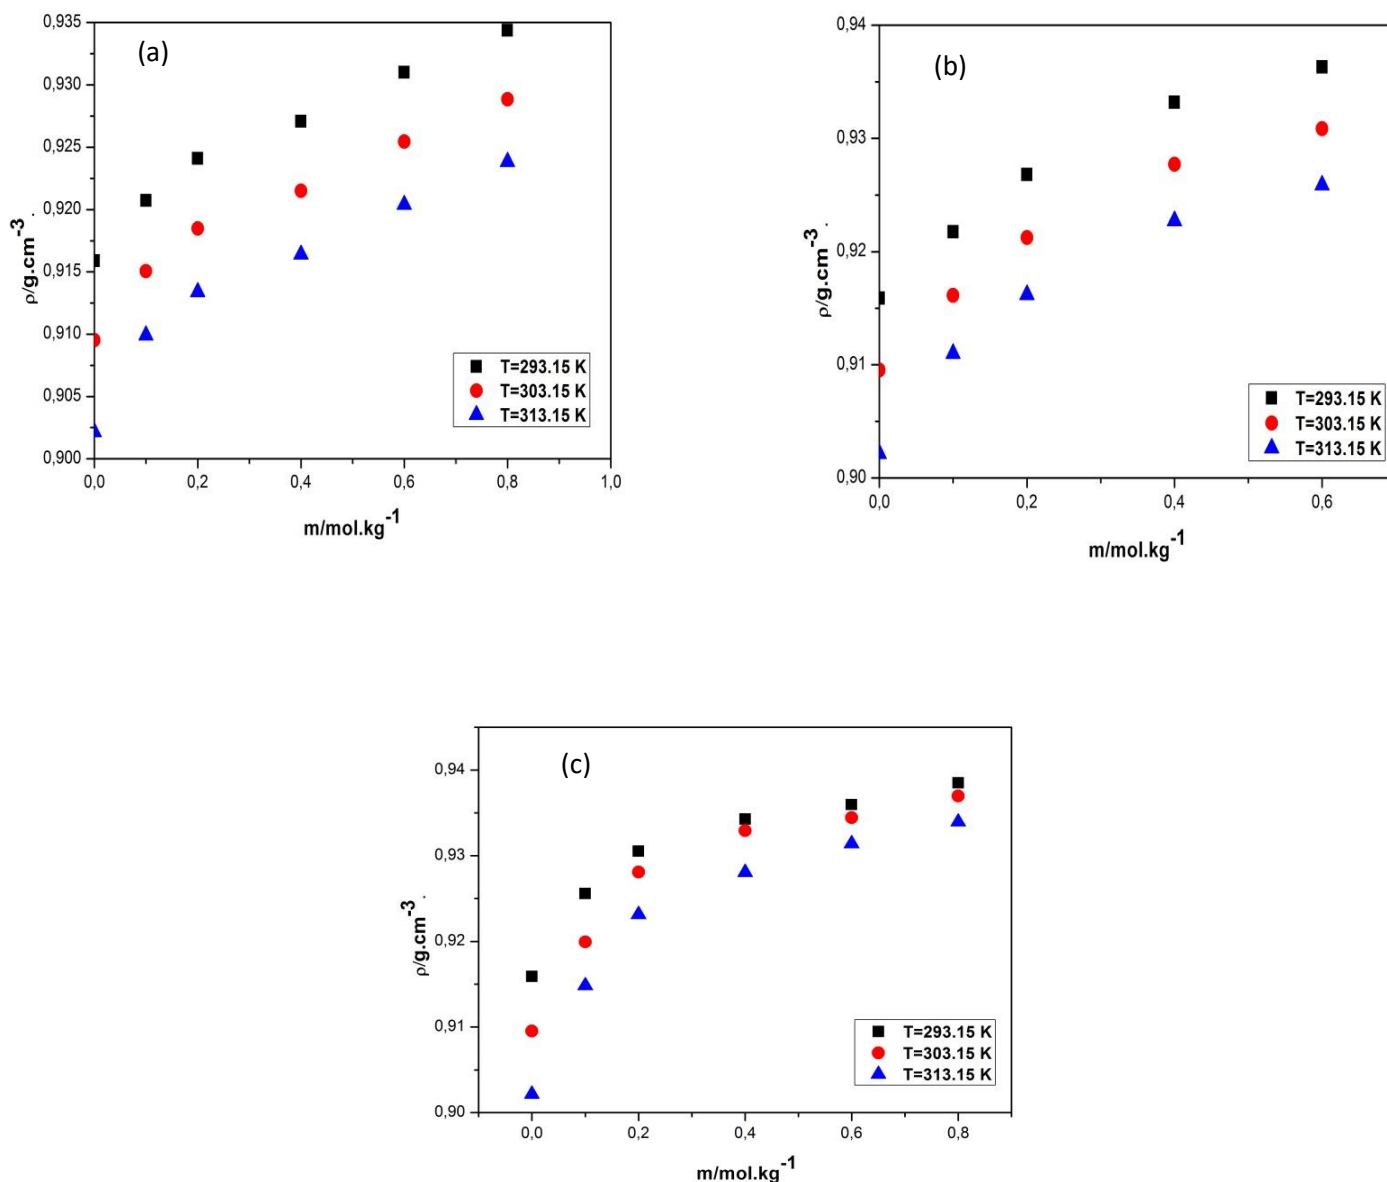 (a)
0,935
0,930
0,925
0,920
0,915
0,910
0,905
0,900
ρ/g.cm⁻³.
0,0 0,2 0,4 0,6 0,8 1,0
m/mol.kg⁻¹
T=293.15 K
T=303.15 K
T=313.15 K
(b)
0,94
0,93
0,92
0,91
0,90
ρ/g.cm⁻³.
0,0 0,2 0,4 0,6
m/mol.kg⁻¹
T=293.15 K
T=303.15 K
T=313.15 K
(c)
0,94
0,93
0,92
0,91
0,90
ρ/g.cm⁻³.
0,0 0,2 0,4 0,6 0,8
m/mol.kg⁻¹
T=293.15 K
T=303.15 K
T=313.15 K